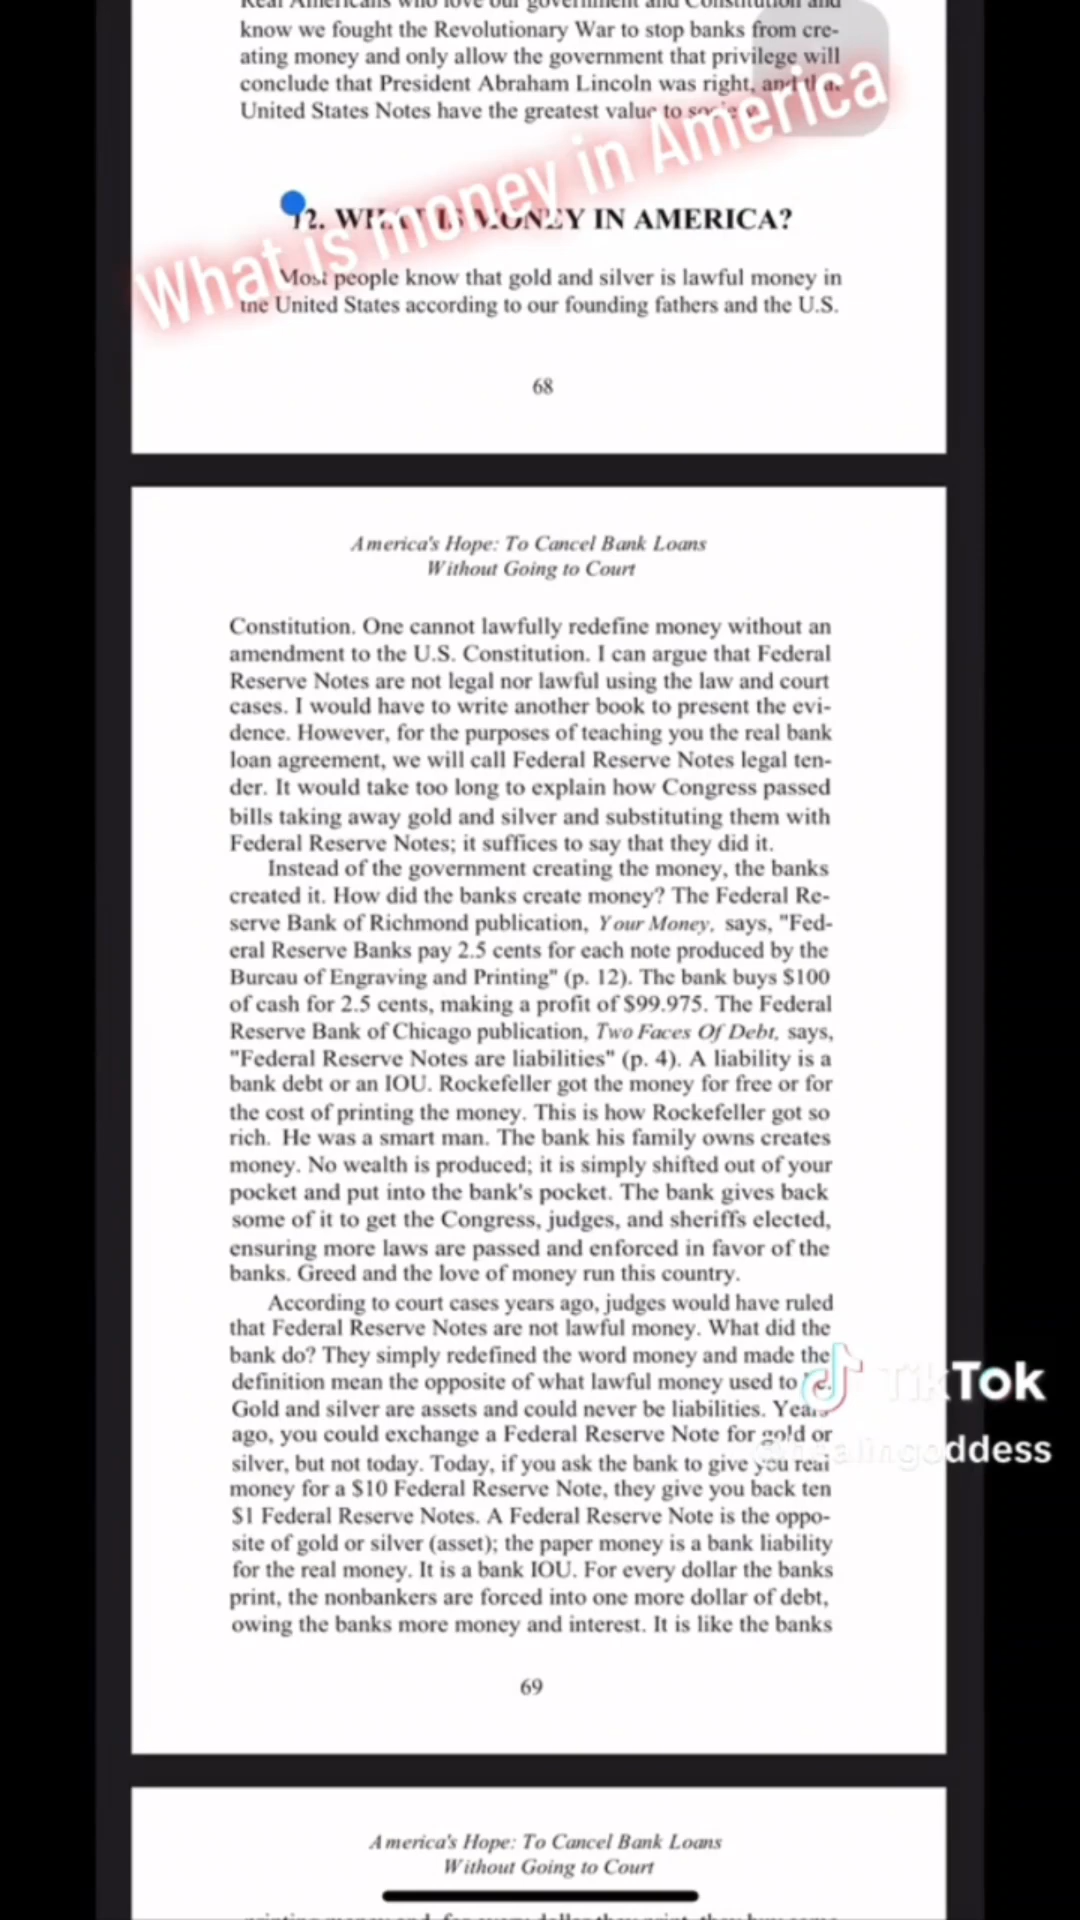 know we fought the Revolutionary War to stop banks from cre-
ating money and only allow the government that privilege will
conclude that President Abraham Lincoln was right, and that
United States Notes have the greatest value to society
What is money in America
12. WHAT IS MONEY IN AMERICA?
Most people know that gold and silver is lawful money in
the United States according to our founding fathers and the U.S.
68
America's Hope: To Cancel Bank Loans
Without Going to Court
Constitution. One cannot lawfully redefine money without an
amendment to the U.S. Constitution. I can argue that Federal
Reserve Notes are not legal nor lawful using the law and court
cases. I would have to write another book to present the evi-
dence. However, for the purposes of teaching you the real bank
loan agreement, we will call Federal Reserve Notes legal ten-
der. It would take too long to explain how Congress passed
bills taking away gold and silver and substituting them with
Federal Reserve Notes; it suffices to say that they did it.
Instead of the government creating the money, the banks
created it. How did the banks create money? The Federal Re-
serve Bank of Richmond publication, Your Money, says, "Fed-
eral Reserve Banks pay 2.5 cents for each note produced by the
Bureau of Engraving and Printing" (p. 12). The bank buys $100
of cash for 2.5 cents, making a profit of $99.975. The Federal
Reserve Bank of Chicago publication, Two Faces Of Debt, says,
"Federal Reserve Notes are liabilities" (p. 4). A liability is a
bank debt or an IOU. Rockefeller got the money for free or for
the cost of printing the money. This is how Rockefeller got so
rich. He was a smart man. The bank his family owns creates
money. No wealth is produced; it is simply shifted out of your
pocket and put into the bank's pocket. The bank gives back
some of it to get the Congress, judges, and sheriffs elected,
ensuring more laws are passed and enforced in favor of the
banks. Greed and the love of money run this country.
According to court cases years ago, judges would have ruled
that Federal Reserve Notes are not lawful money. What did the
bank do? They simply redefined the word money and made the
definition mean the opposite of what lawful money used to
Gold and silver are assets and could never be liabilities. Years
ago, you could exchange a Federal Reserve Note for gold or
silver, but not today. Today, if you ask the bank to give you real
money for a $10 Federal Reserve Note, they give you back ten
$1 Federal Reserve Notes. A Federal Reserve Note is the oppo-
site of gold or silver (asset); the paper money is a bank liability
for the real money. It is a bank IOU. For every dollar the banks
print, the nonbankers are forced into one more dollar of debt,
owing the banks more money and interest. It is like the banks
TikTok
69
America's Hope: To Cancel Bank Loans
Without Going to Court